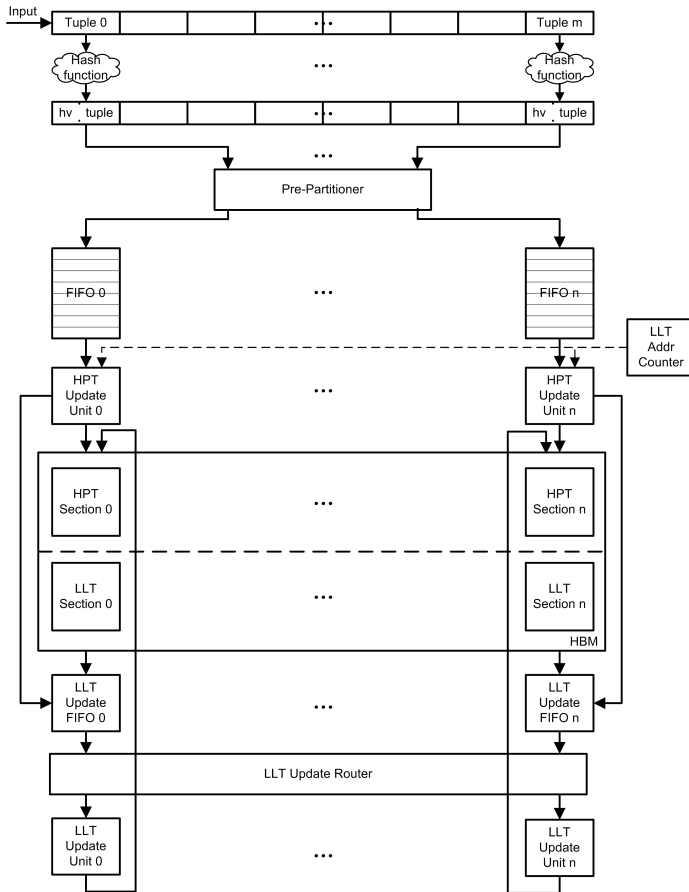 Input
Tuple 0 ... Tuple m
Hash function ... Hash function
hv tuple ... hv tuple
...
Pre-Partitioner
FIFO 0 ... FIFO n
LLT
Addr
Counter
HPT Update Unit 0 ... HPT Update Unit n
HPT Section 0 ... HPT Section n
LLT Section 0 ... LLT Section n
HBM
LLT Update FIFO 0 ... LLT Update FIFO n
LLT Update Router
LLT Update Unit 0 ... LLT Update Unit n